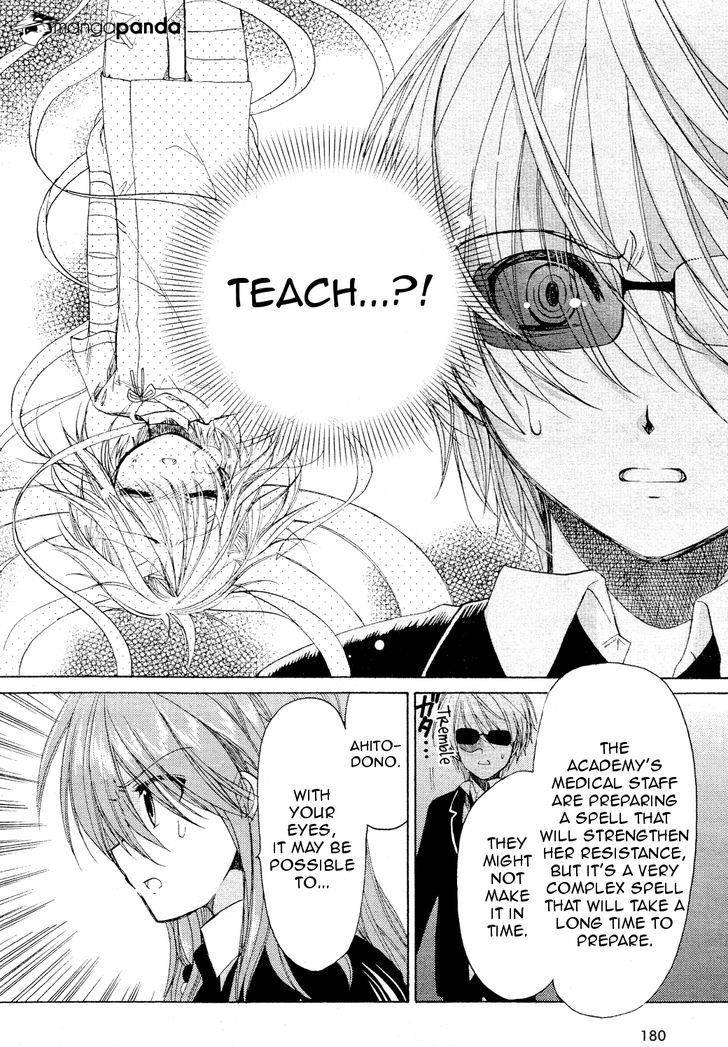 mangapanda
TEACH...?!
THE
ACADEMY'S
MEDICAL STAFF
ARE PREPARING
A SPELL THAT
WILL STRENGTHEN
HER RESISTANCE,
BUT IT'S A VERY
COMPLEX SPELL
THAT WILL TAKE A
LONG TIME TO
PREPARE.
THEY
MIGHT
NOT
MAKE
IT IN
TIME.
ガタ...
Tremble
AHITO-
DONO.
WITH
YOUR
EYES,
IT MAY BE
POSSIBLE
TO...
180